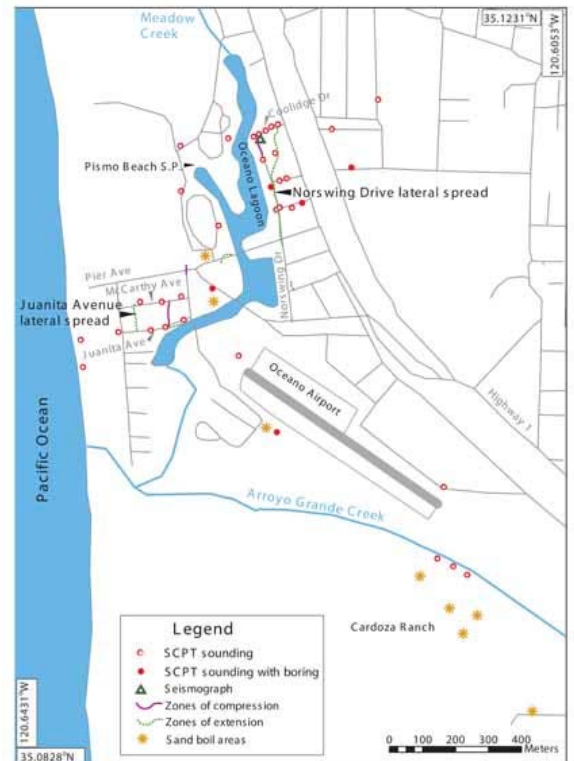 Meadow
Creek
35.1231°N
120.6053°W
Coolidge Dr
Pismo Beach S.P.
Oceano Lagoon
Norswing Drive lateral spread
Pier Ave
McCarthy Ave
Norswing Dr
Juanita Avenue
lateral spread
Juanita Ave
Oceano Airport
Highway 1
Pacific Ocean
Arroyo Grande Creek
Cardoza Ranch
Legend
SCPT sounding
SCPT sounding with boring
Seismograph
Zones of compression
Zones of extension
Sand boil areas
0 100 200 300 400
Meters
120.6431°W
35.0828°N